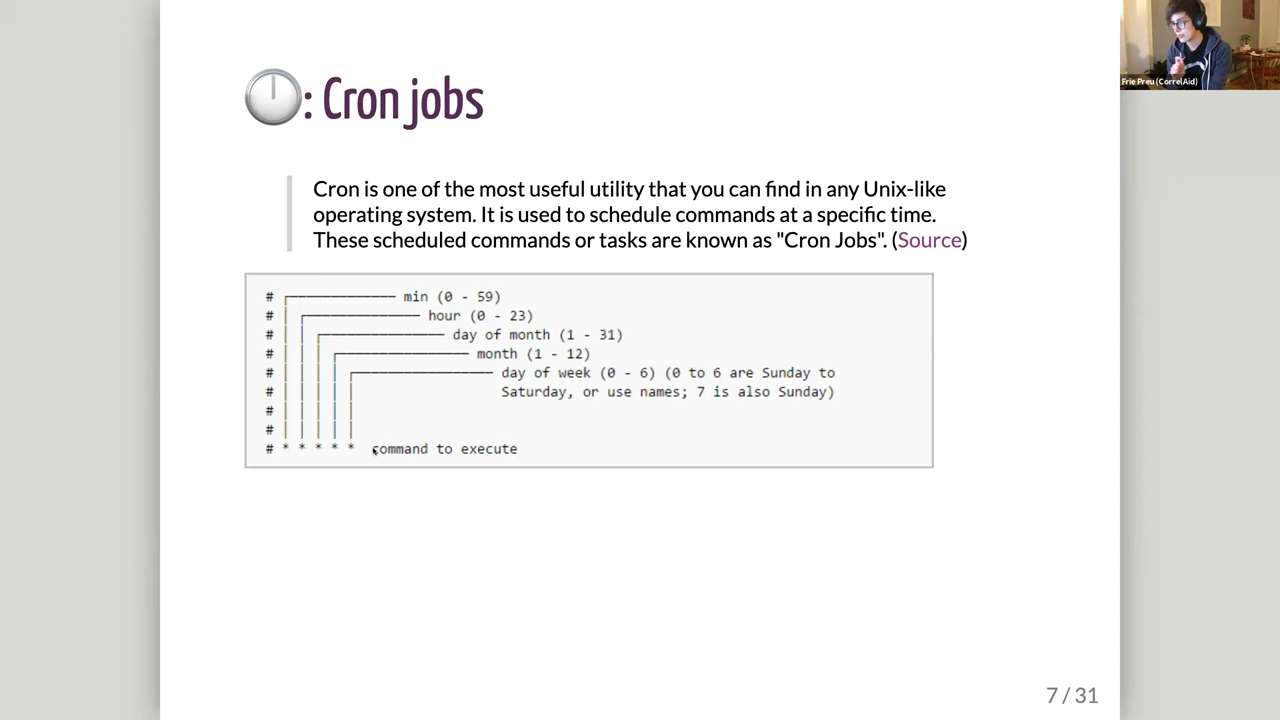 : Cron jobs
Cron is one of the most useful utility that you can find in any Unix-like
operating system. It is used to schedule commands at a specific time.
These scheduled commands or tasks are known as "Cron Jobs". (Source)
# min (0 - 59)
# hour (0 - 23)
# day of month (1 - 31)
# month (1 - 12)
# day of week (0 - 6) (0 to 6 are Sunday to
# Saturday, or use names; 7 is also Sunday)
#
#
# * * * * * command to execute
7 / 31
Frie Preu (CorrelAid)